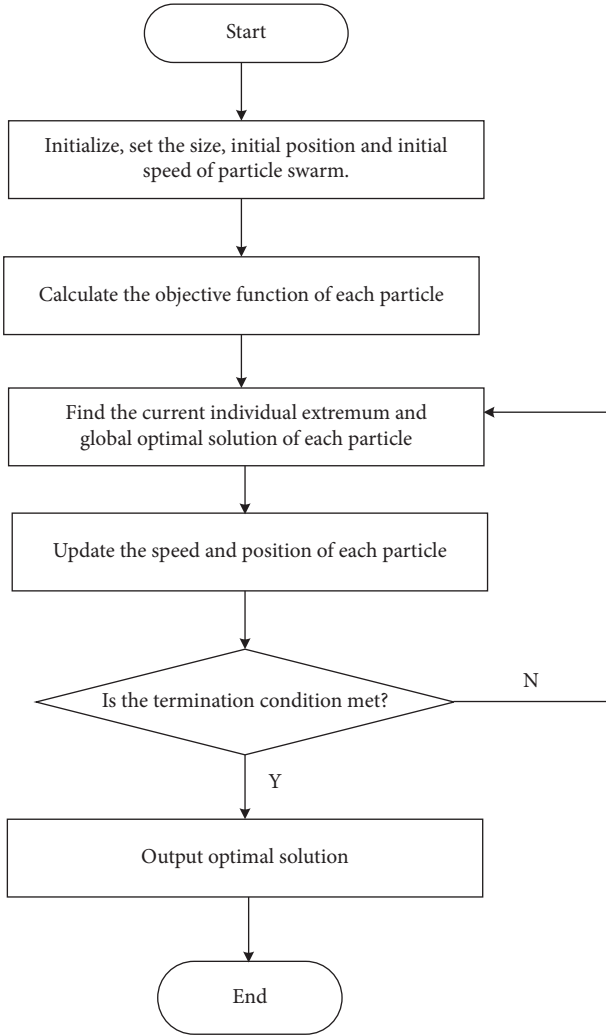 Start
Initialize, set the size, initial position and initial
speed of particle swarm.
Calculate the objective function of each particle
Find the current individual extremum and
global optimal solution of each particle
Update the speed and position of each particle
Is the termination condition met?
N
Y
Output optimal solution
End